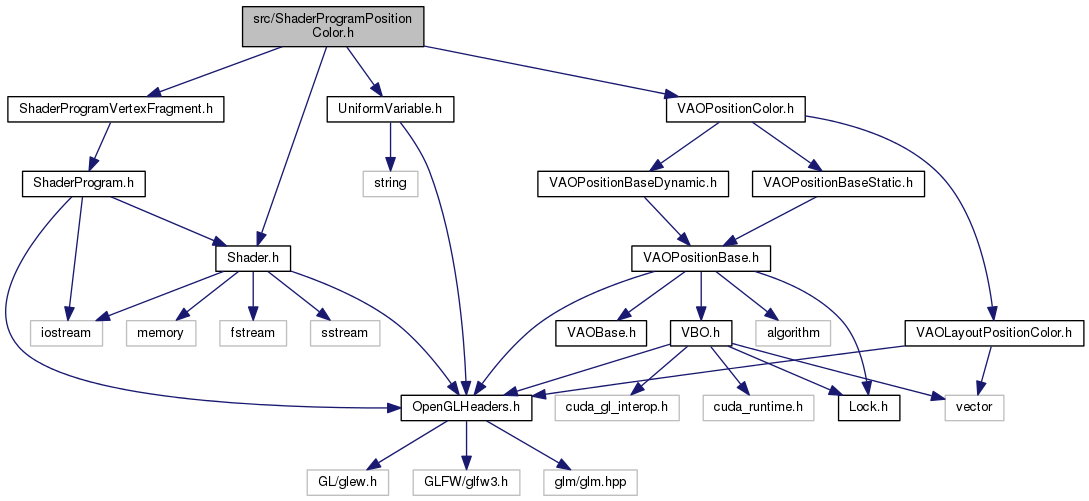 src/ShaderProgramPosition
Color.h
ShaderProgramVertexFragment.h
UniformVariable.h
VAOPositionColor.h
ShaderProgram.h
string
VAOPositionBaseDynamic.h
VAOPositionBaseStatic.h
Shader.h
VAOPositionBase.h
iostream
memory
fstream
sstream
VAOBase.h
VBO.h
algorithm
VAOLayoutPositionColor.h
OpenGLHeaders.h
cuda_gl_interop.h
cuda_runtime.h
Lock.h
vector
GL/glew.h
GLFW/glfw3.h
glm/glm.hpp